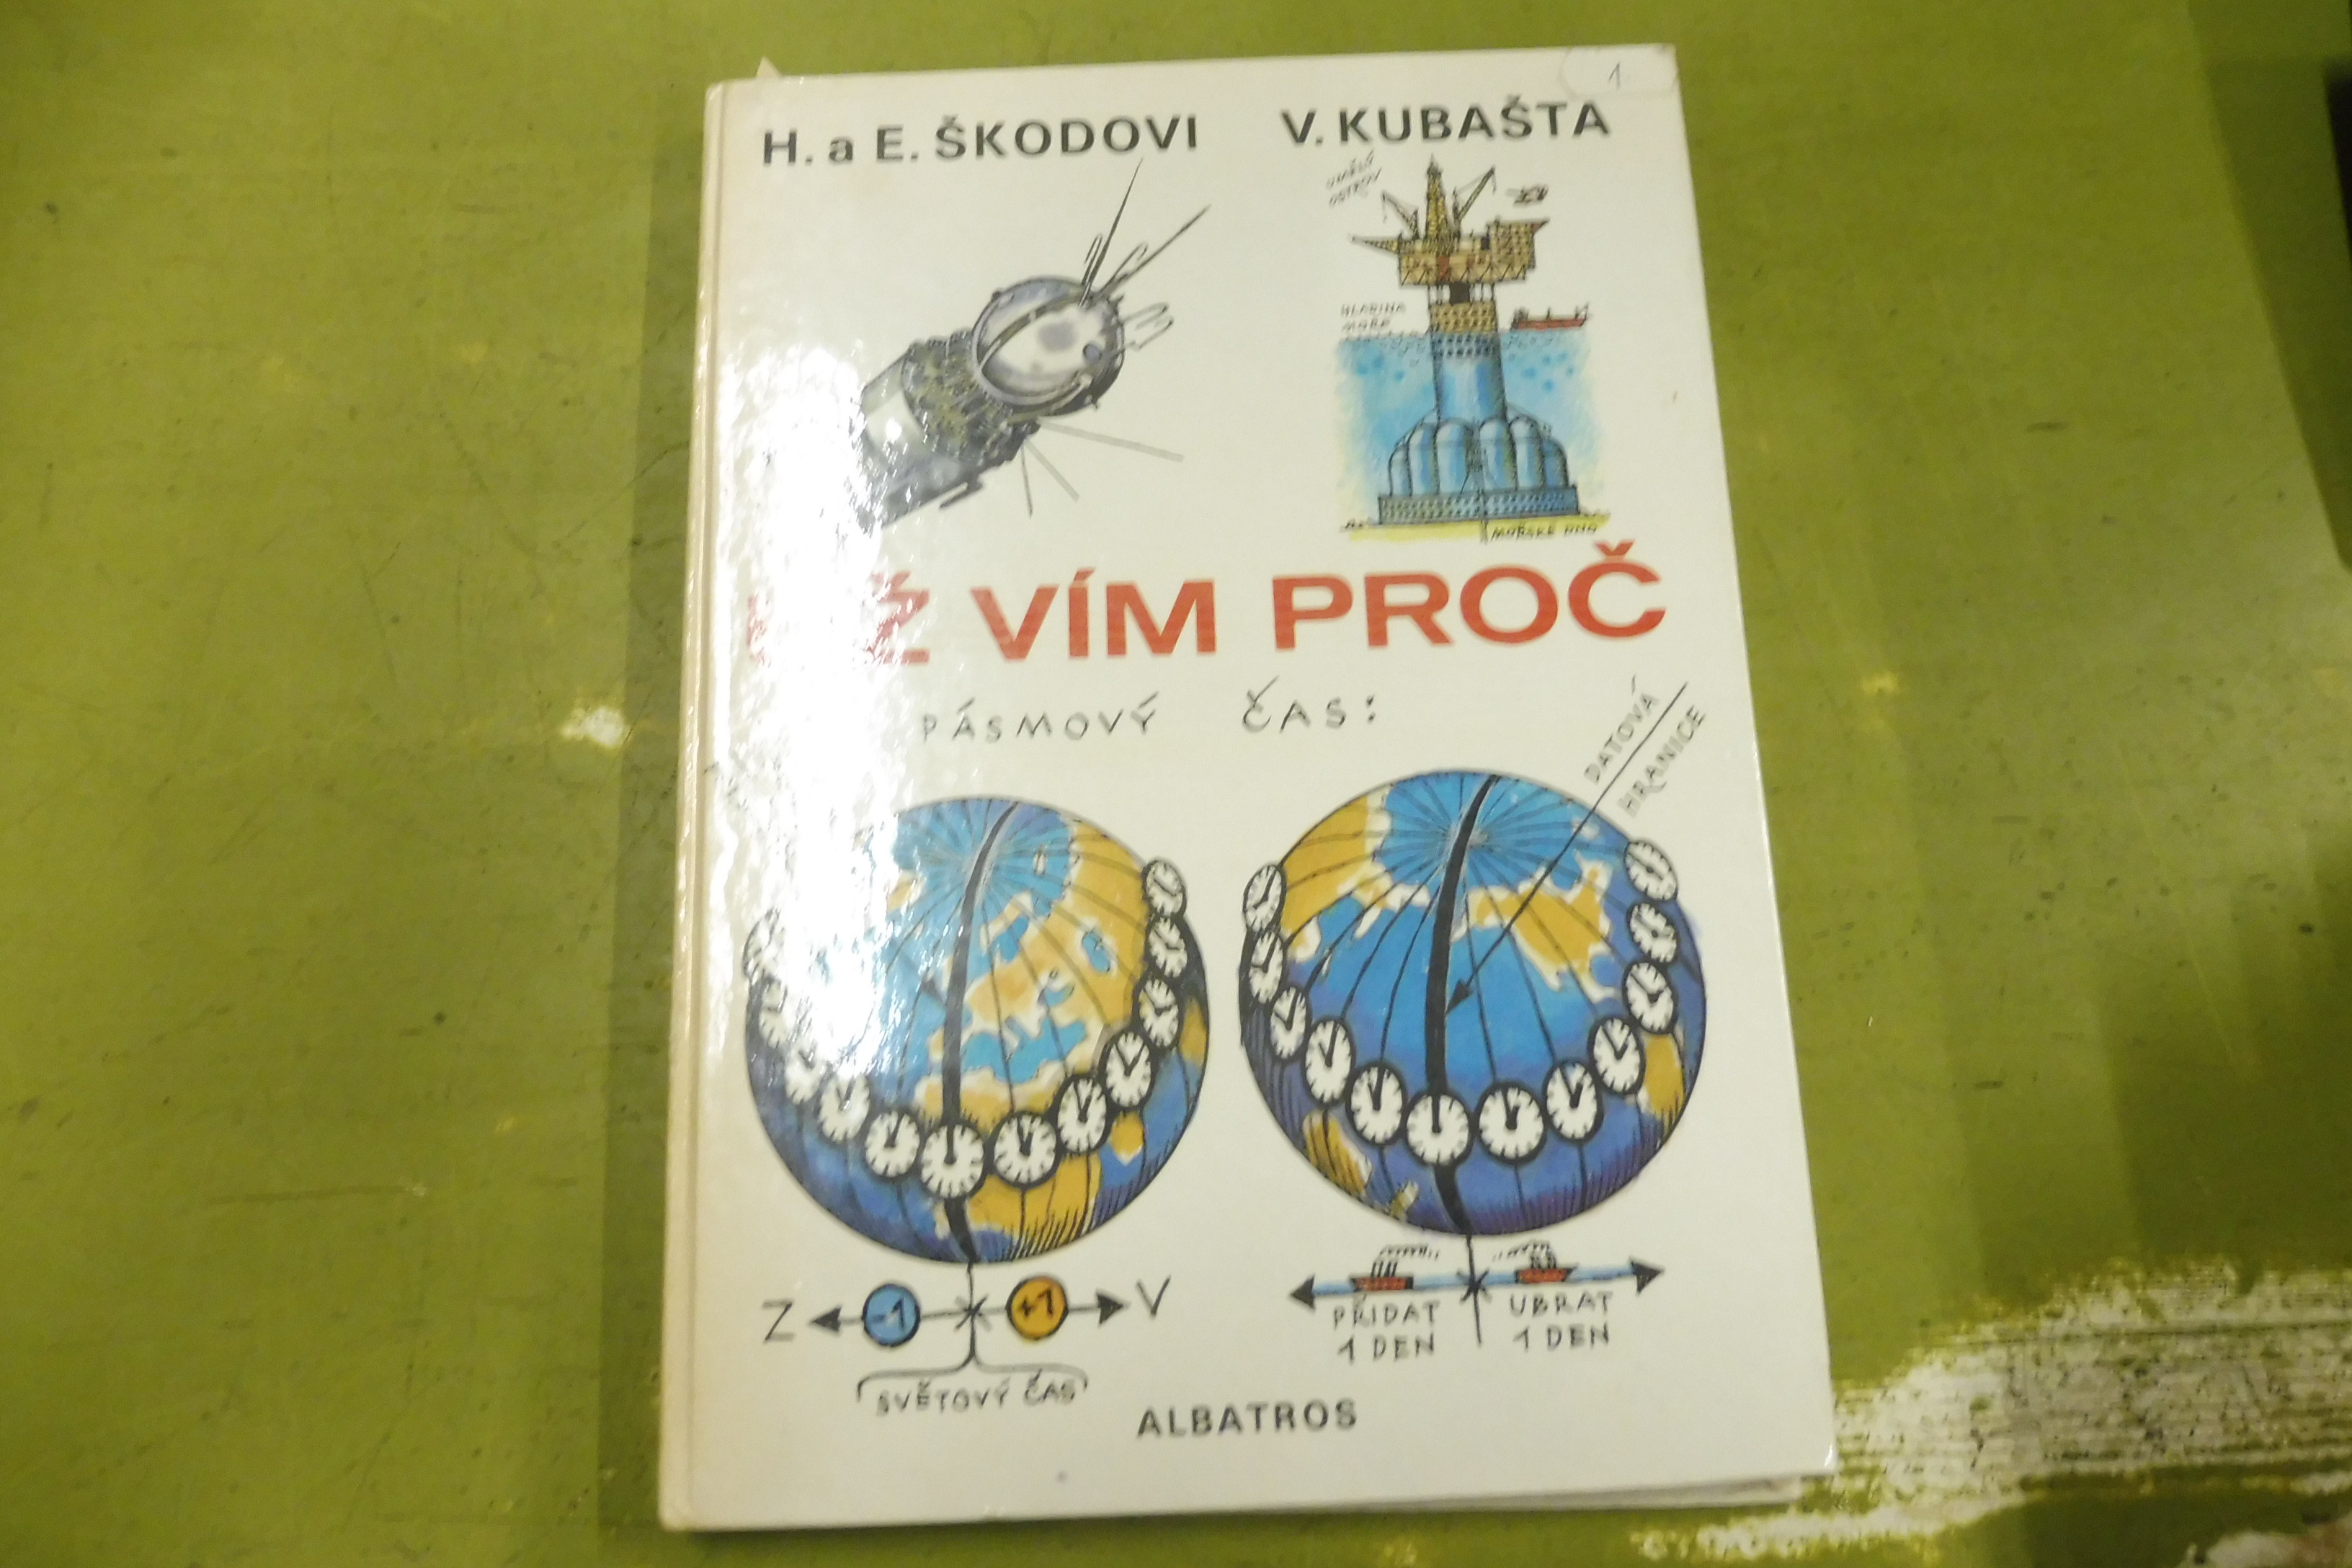 1
H. a E. ŠKODOVI V. KUBAŠTA
UMĚLÝ
OSTROV
HLADINA
MOŘE
MOŘSKÉ DNO
UŽ VÍM PROČ
PÁSMOVÝ ČAS:
DATOVÁ
HRANICE
Z -1 +1 V
SVĚTOVÝ ČAS
PŘIDAT
1 DEN
UBRAT
1 DEN
ALBATROS